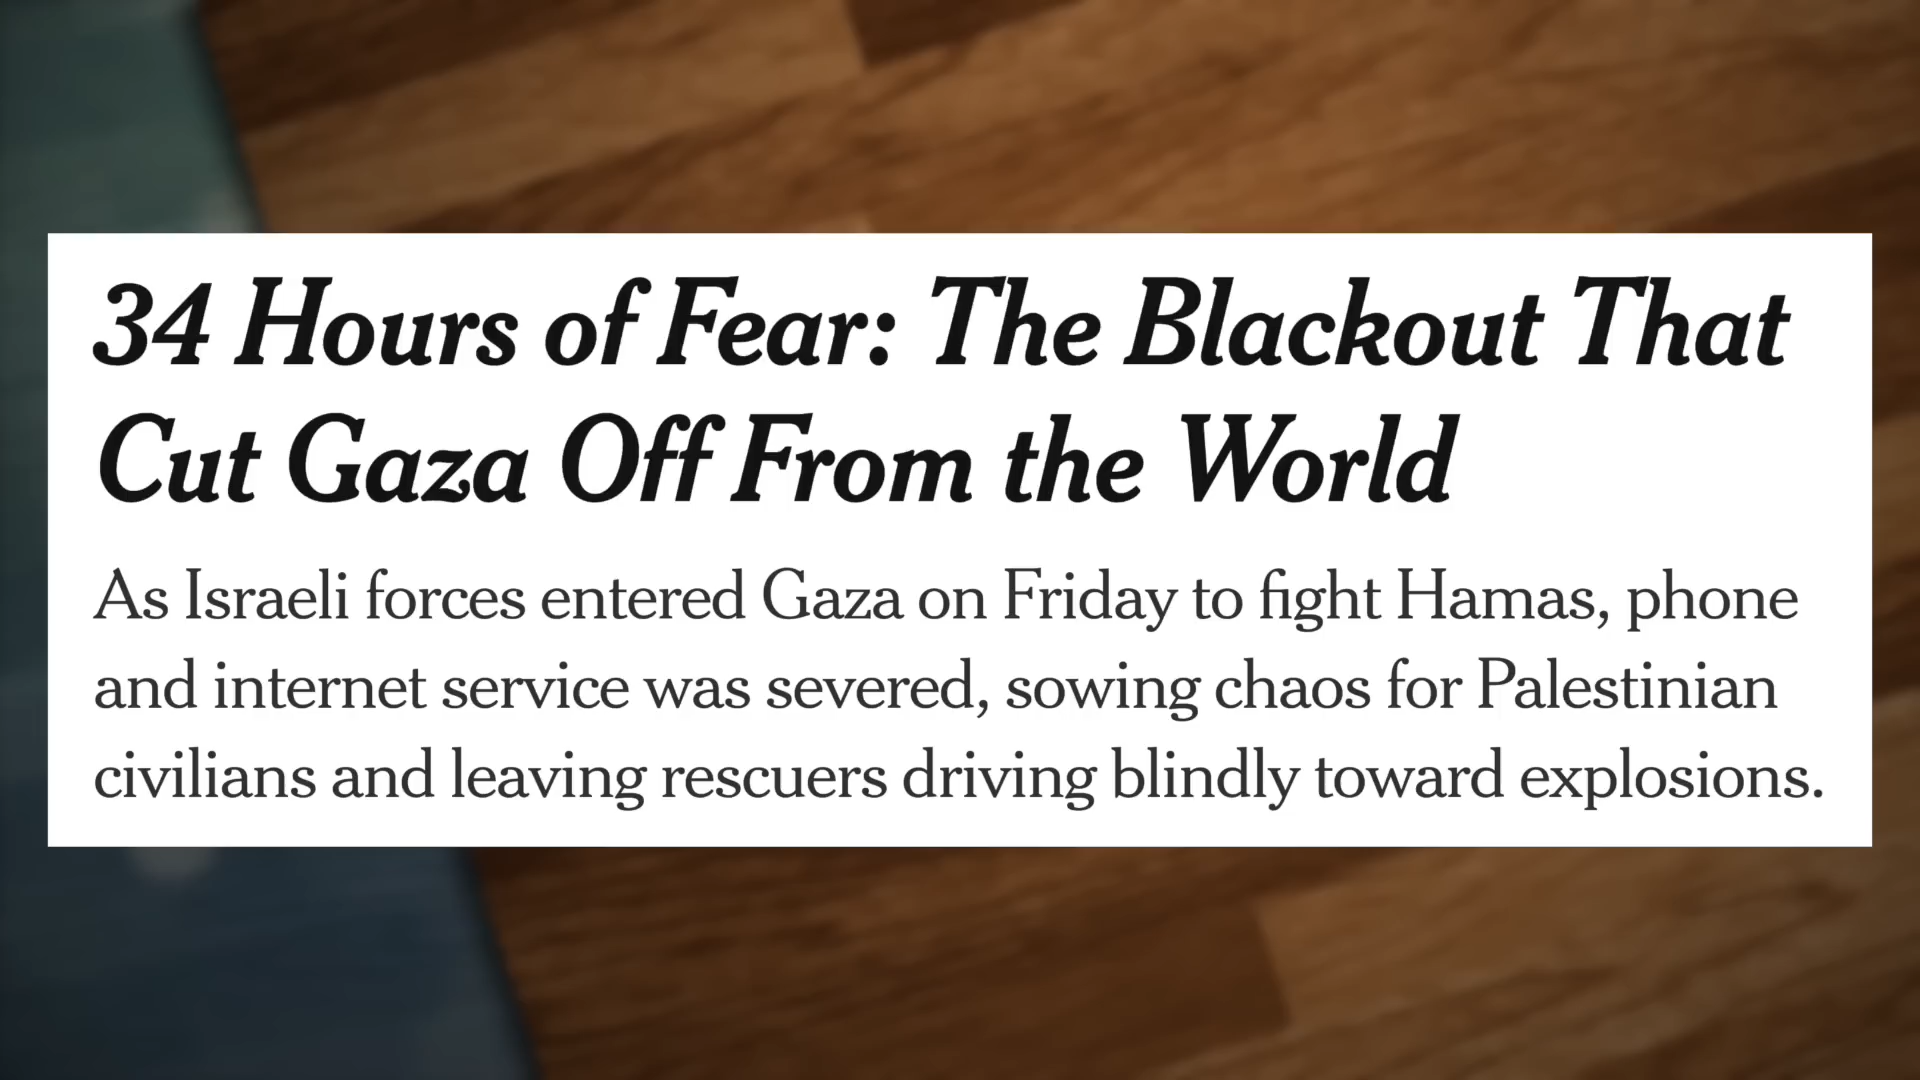 34 Hours of Fear: The Blackout That
Cut Gaza Off From the World
As Israeli forces entered Gaza on Friday to fight Hamas, phone
and internet service was severed, sowing chaos for Palestinian
civilians and leaving rescuers driving blindly toward explosions.